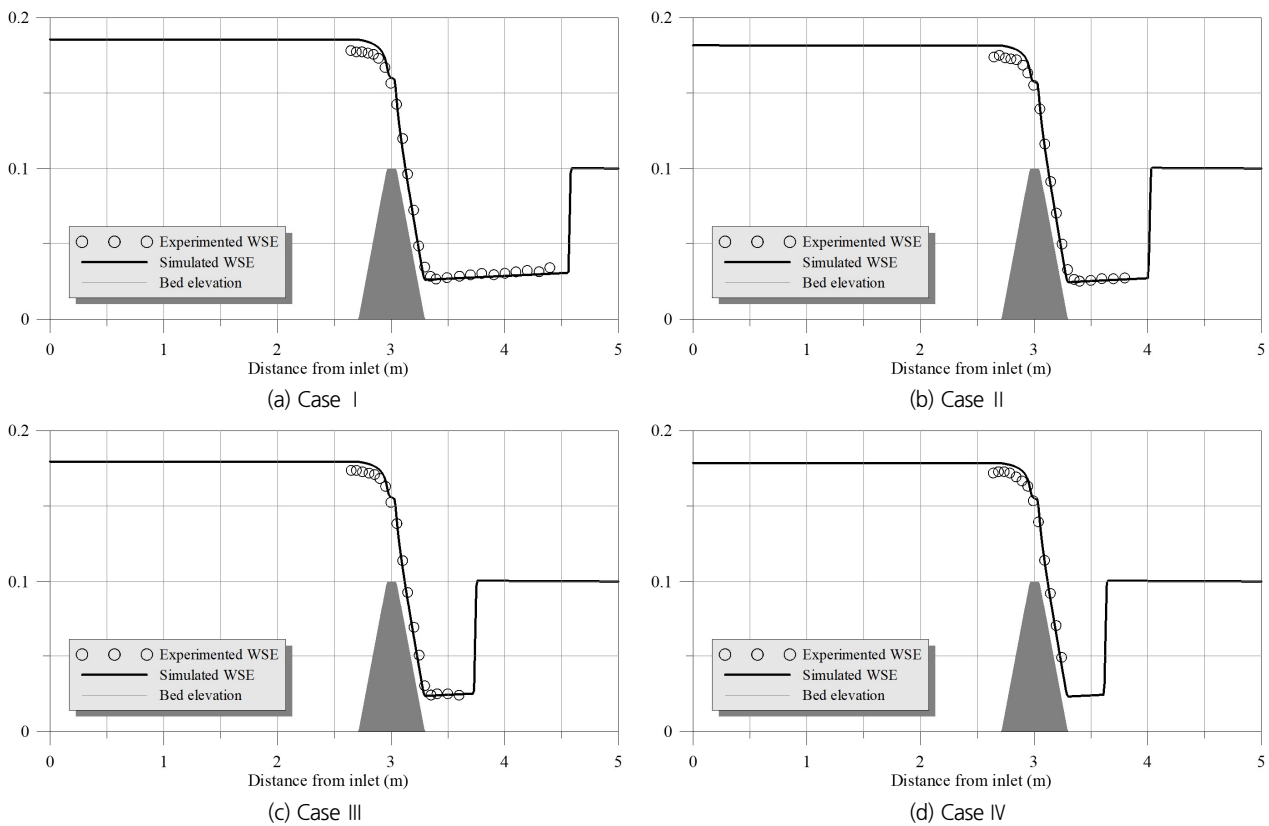 0.2
0.1
0
Experimented WSE
Simulated WSE
Bed elevation
0 1 2 3 4 5
Distance from inlet (m)
(a) Case Ⅰ
0.2
0.1
0
Experimented WSE
Simulated WSE
Bed elevation
0 1 2 3 4 5
Distance from inlet (m)
(b) Case Ⅱ
0.2
0.1
0
Experimented WSE
Simulated WSE
Bed elevation
0 1 2 3 4 5
Distance from inlet (m)
(c) Case Ⅲ
0.2
0.1
0
Experimented WSE
Simulated WSE
Bed elevation
0 1 2 3 4 5
Distance from inlet (m)
(d) Case Ⅳ